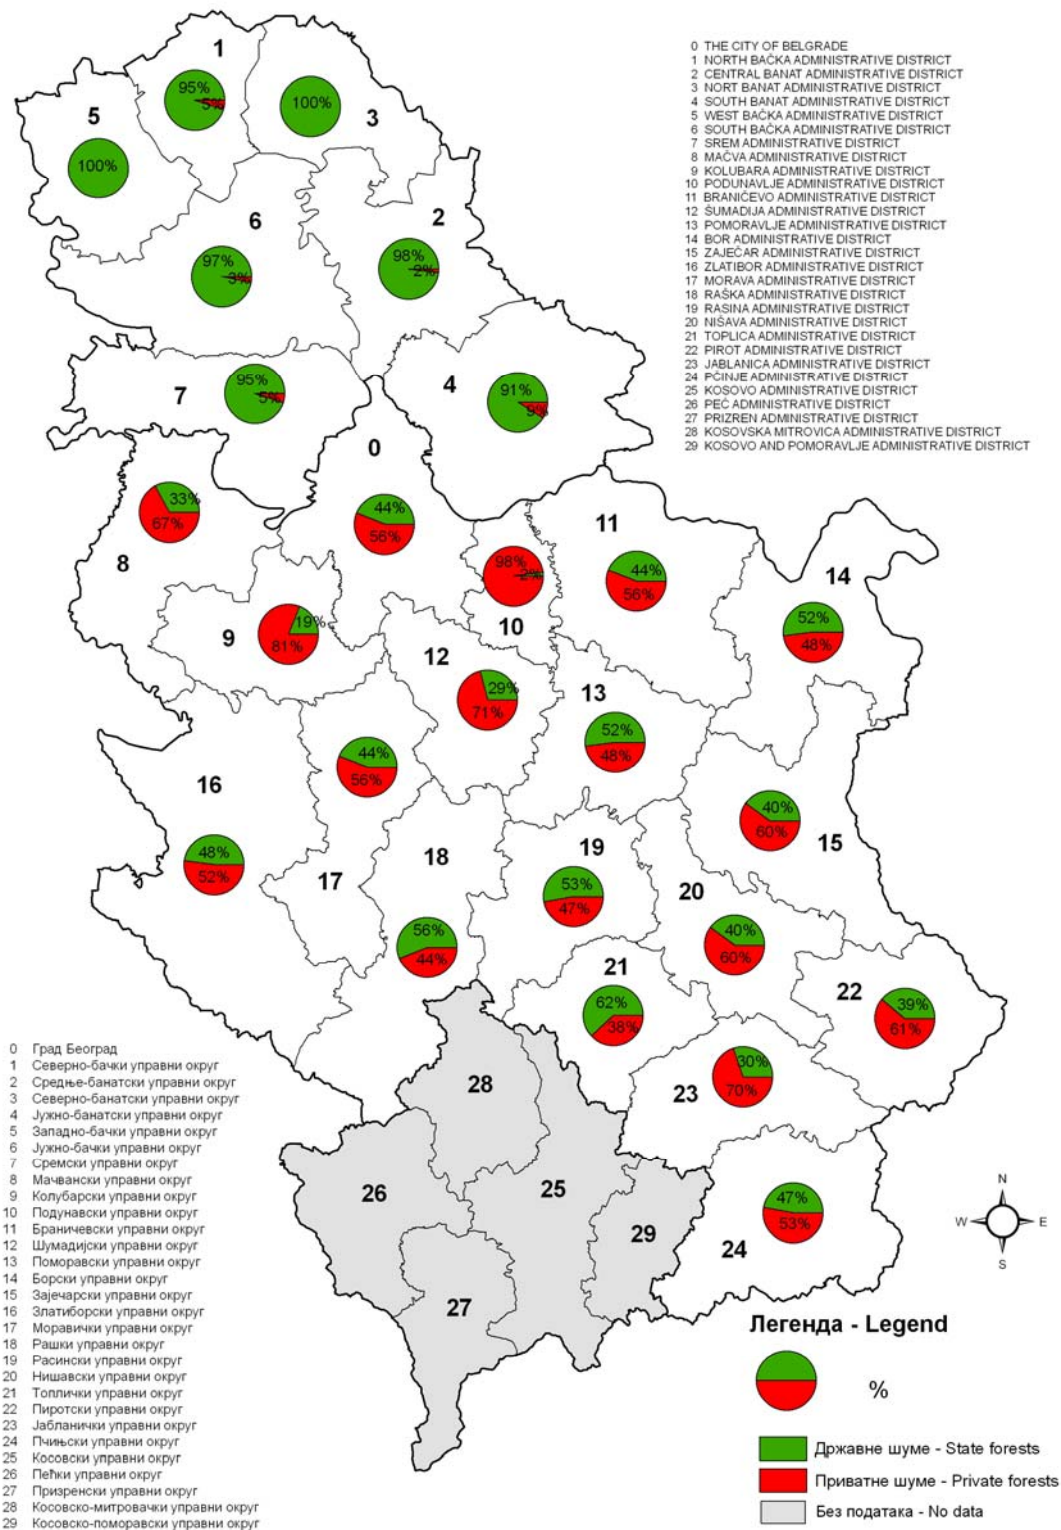 0 THE CITY OF BELGRADE
1 NORTH BAČKA ADMINISTRATIVE DISTRICT
2 CENTRAL BANAT ADMINISTRATIVE DISTRICT
3 NORT BANAT ADMINISTRATIVE DISTRICT
4 SOUTH BANAT ADMINISTRATIVE DISTRICT
5 WEST BAČKA ADMINISTRATIVE DISTRICT
6 SOUTH BAČKA ADMINISTRATIVE DISTRICT
7 SREM ADMINISTRATIVE DISTRICT
8 MAČVA ADMINISTRATIVE DISTRICT
9 KOLUBARA ADMINISTRATIVE DISTRICT
10 PODUNAVLJE ADMINISTRATIVE DISTRICT
11 BRANIČEVO ADMINISTRATIVE DISTRICT
12 ŠUMADIJA ADMINISTRATIVE DISTRICT
13 POMORAVLJE ADMINISTRATIVE DISTRICT
14 BOR ADMINISTRATIVE DISTRICT
15 ZAJEČAR ADMINISTRATIVE DISTRICT
16 ZLATIBOR ADMINISTRATIVE DISTRICT
17 MORAVA ADMINISTRATIVE DISTRICT
18 RAŠKA ADMINISTRATIVE DISTRICT
19 RASINA ADMINISTRATIVE DISTRICT
20 NIŠAVA ADMINISTRATIVE DISTRICT
21 TOPLICA ADMINISTRATIVE DISTRICT
22 PIROT ADMINISTRATIVE DISTRICT
23 JABLANICA ADMINISTRATIVE DISTRICT
24 PČINJE ADMINISTRATIVE DISTRICT
25 KOSOVO ADMINISTRATIVE DISTRICT
26 PEĆ ADMINISTRATIVE DISTRICT
27 PRIZREN ADMINISTRATIVE DISTRICT
28 KOSOVSKA MITROVICA ADMINISTRATIVE DISTRICT
29 KOSOVO AND POMORAVLJE ADMINISTRATIVE DISTRICT
1
95%
5%
100%
3
5
100%
6
97%
3%
2
98%
2%
7
95%
5%
4
91%
9%
0
44%
56%
33%
67%
8
98%
2%
10
11
44%
56%
14
52%
48%
9
19%
81%
12
29%
71%
13
52%
48%
44%
56%
17
16
48%
52%
40%
60%
15
18
56%
44%
19
53%
47%
20
40%
60%
21
62%
38%
22
39%
61%
23
30%
70%
28
26
25
29
27
47%
53%
24
N
W
E
S
0 Град Београд
1 Северно-бачки управни округ
2 Средње-банатски управни округ
3 Северно-банатски управни округ
4 Јужно-банатски управни округ
5 Западно-бачки управни округ
6 Јужно-бачки управни округ
7 Сремски управни округ
8 Мачвански управни округ
9 Колубарски управни округ
10 Подунавски управни округ
11 Браничевски управни округ
12 Шумадијски управни округ
13 Поморавски управни округ
14 Борски управни округ
15 Зајечарски управни округ
16 Златиборски управни округ
17 Моравички управни округ
18 Рашки управни округ
19 Расински управни округ
20 Нишавски управни округ
21 Топлички управни округ
22 Пиротски управни округ
23 Јабланички управни округ
24 Пчињски управни округ
25 Косовски управни округ
26 Пећки управни округ
27 Призренски управни округ
28 Косовско-митровачки управни округ
29 Косовско-поморавски управни округ
Легенда - Legend
%
Државне шуме - State forests
Приватне шуме - Private forests
Без података - No data